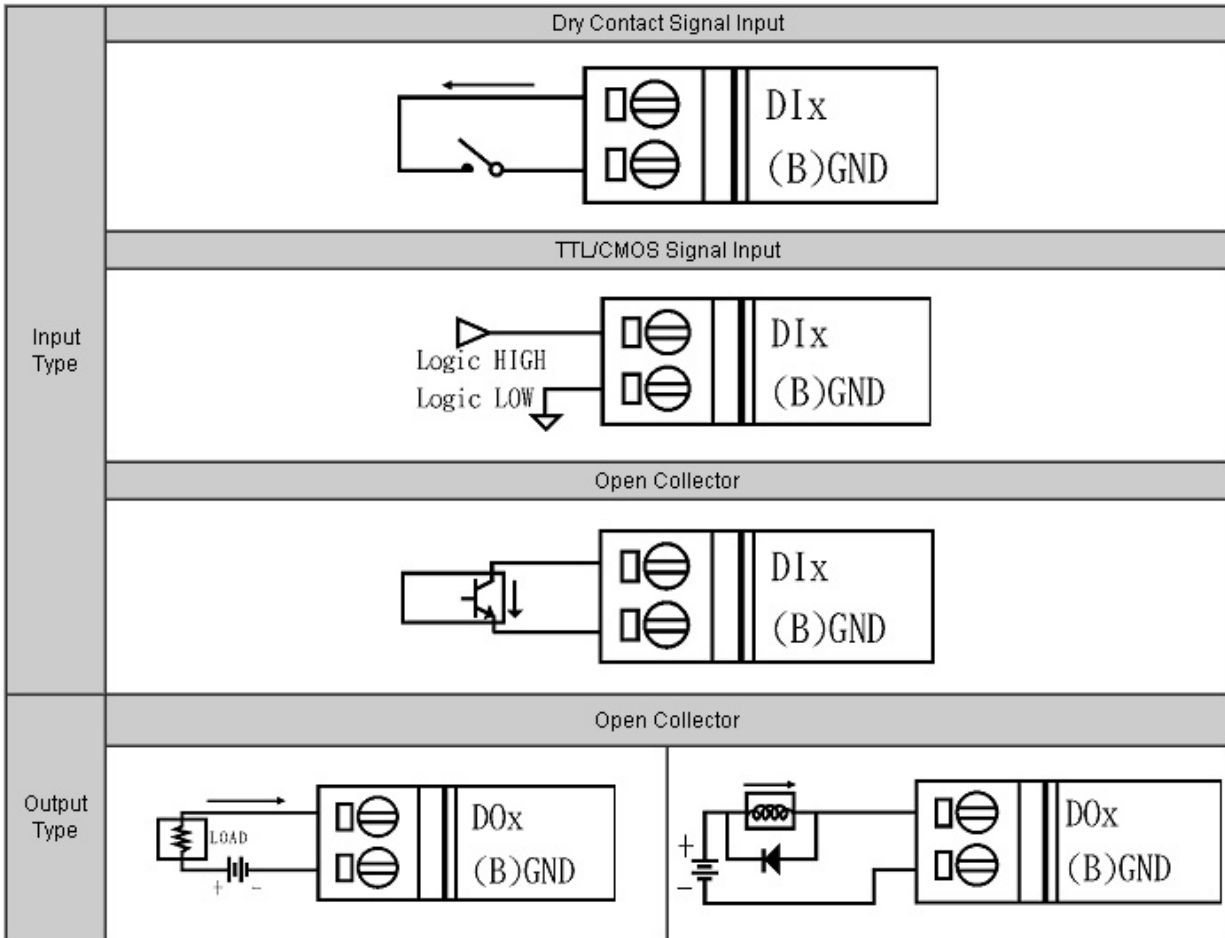 Dry Contact Signal Input
DIx
(B)GND
TTL/CMOS Signal Input
Input
Type
Logic HIGH
Logic LOW
DIx
(B)GND
Open Collector
DIx
(B)GND
Open Collector
Output
Type
LOAD
+ -
DOx
(B)GND
+
-
DOx
(B)GND